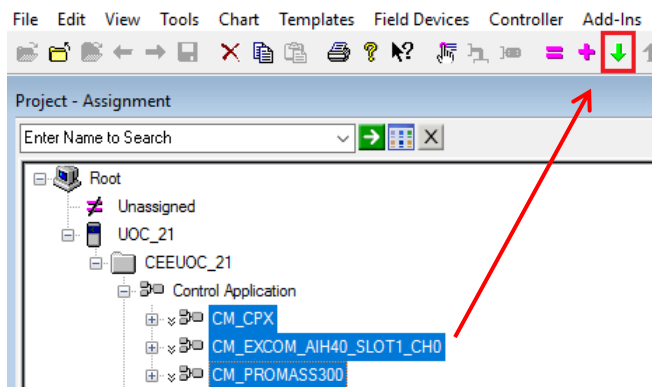 File Edit View Tools Chart Templates Field Devices Controller Add-Ins
Project - Assignment
Enter Name to Search
Root
Unassigned
UOC_21
CEEUOC_21
Control Application
CM_CPX
CM_EXCOM_AIH40_SLOT1_CH0
CM_PROMASS300